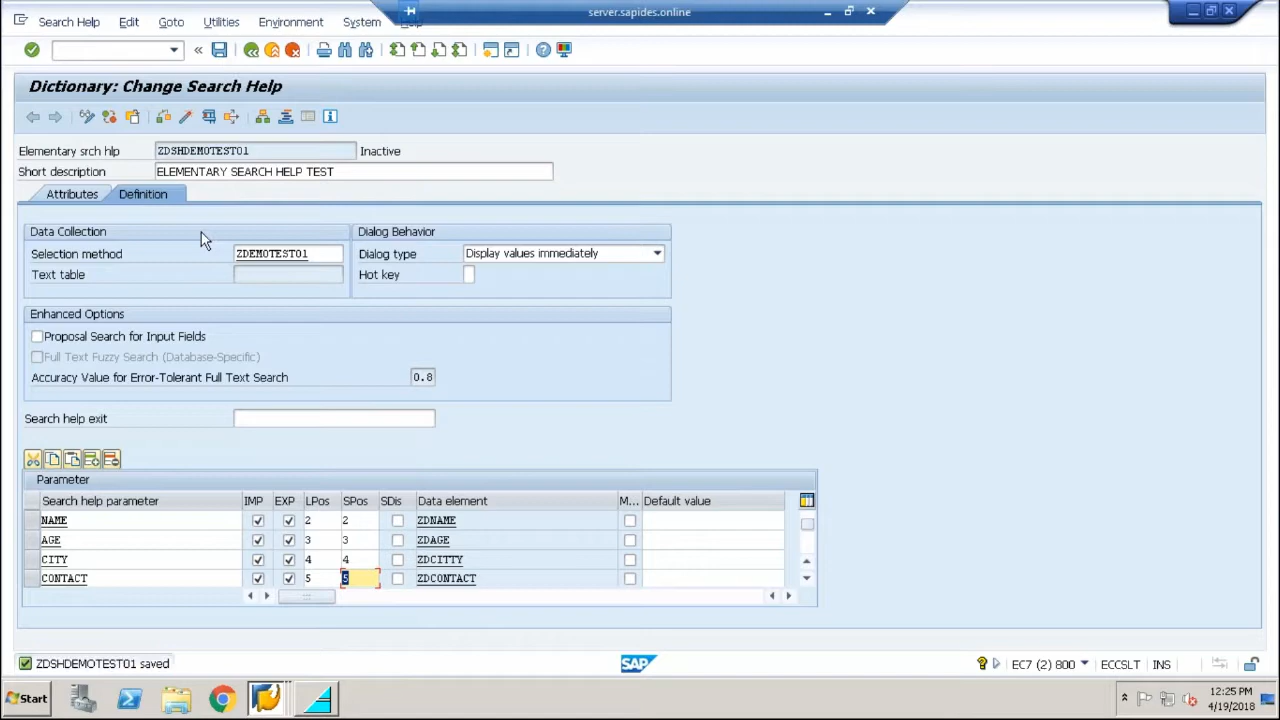 server.sapides.online
Search Help Edit Goto Utilities Environment System
Dictionary: Change Search Help
Elementary srch hlp ZDSHDEMOTEST01 Inactive
Short description ELEMENTARY SEARCH HELP TEST
Attributes Definition
Data Collection Dialog Behavior
Selection method ZDEMOTEST01 Dialog type Display values immediately
Text table Hot key
Enhanced Options
Proposal Search for Input Fields
Full Text Fuzzy Search (Database-Specific)
Accuracy Value for Error-Tolerant Full Text Search 0.8
Search help exit
Parameter
Search help parameter IMP EXP LPos SPos SDis Data element M... Default value
NAME 2 2 ZDNAME
AGE 3 3 ZDAGE
CITY 4 4 ZDCITTY
CONTACT 5 5 ZDCONTACT
ZDSHDEMOTEST01 saved SAP EC7 (2) 800 ECCSLT INS
Start 12:25 PM
4/19/2018